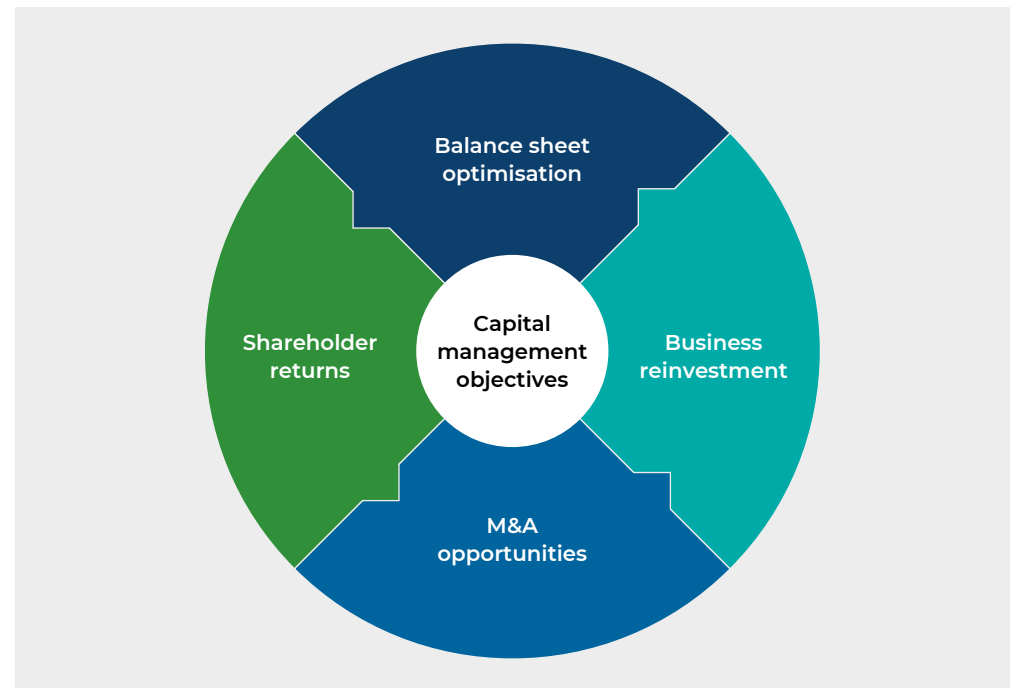 Balance sheet
optimisation
Shareholder
returns
Capital
management
objectives
Business
reinvestment
M&A
opportunities